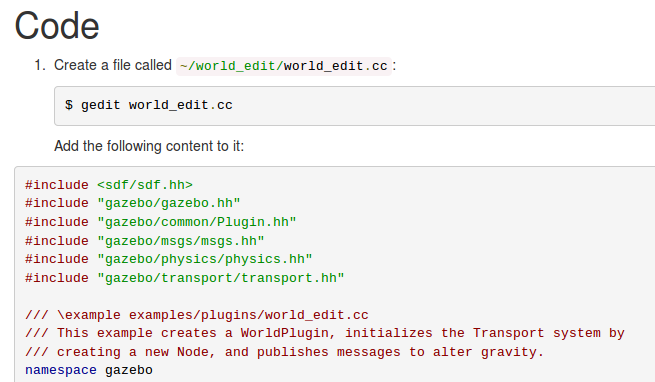 Code
1. Create a file called ~/world_edit/world_edit.cc :
$ gedit world_edit.cc
Add the following content to it:
#include <sdf/sdf.hh>
#include "gazebo/gazebo.hh"
#include "gazebo/common/Plugin.hh"
#include "gazebo/msgs/msgs.hh"
#include "gazebo/physics/physics.hh"
#include "gazebo/transport/transport.hh"
/// \example examples/plugins/world_edit.cc
/// This example creates a WorldPlugin, initializes the Transport system by
/// creating a new Node, and publishes messages to alter gravity.
namespace gazebo